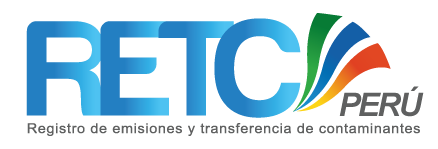 RETC
PERÚ
Registro de emisiones y transferencia de contaminantes